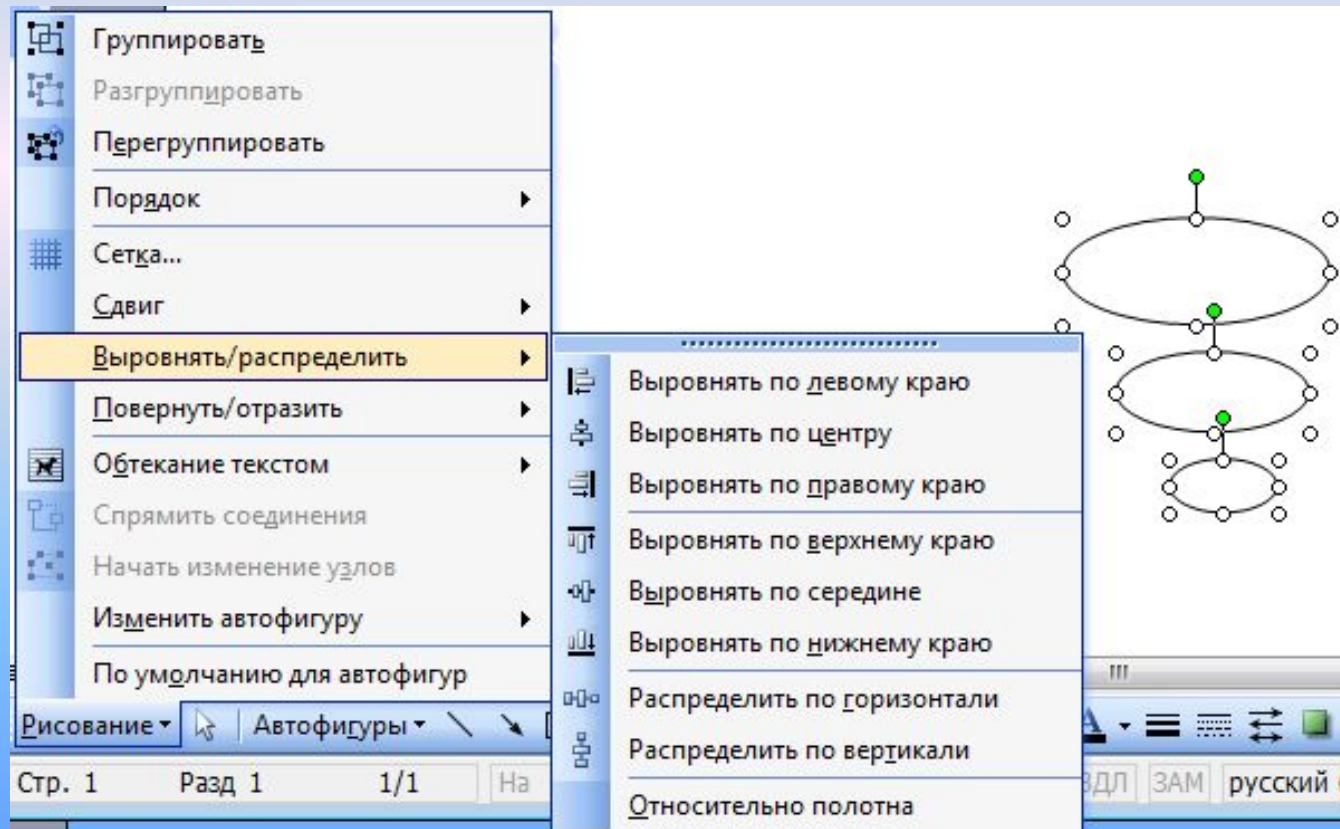 Группировать
Разгруппировать
Перегруппировать
Порядок
Сетка...
Сдвиг
Выровнять/распределить
Повернуть/отразить
Обтекание текстом
Спрямить соединения
Начать изменение узлов
Изменить автофигуру
По умолчанию для автофигур
Выровнять по левому краю
Выровнять по центру
Выровнять по правому краю
Выровнять по верхнему краю
Выровнять по середине
Выровнять по нижнему краю
Распределить по горизонтали
Распределить по вертикали
Относительно полотна
Рисование Автофигуры А
Стр. 1 Разд 1 1/1 На ВДЛ ЗАМ русский (